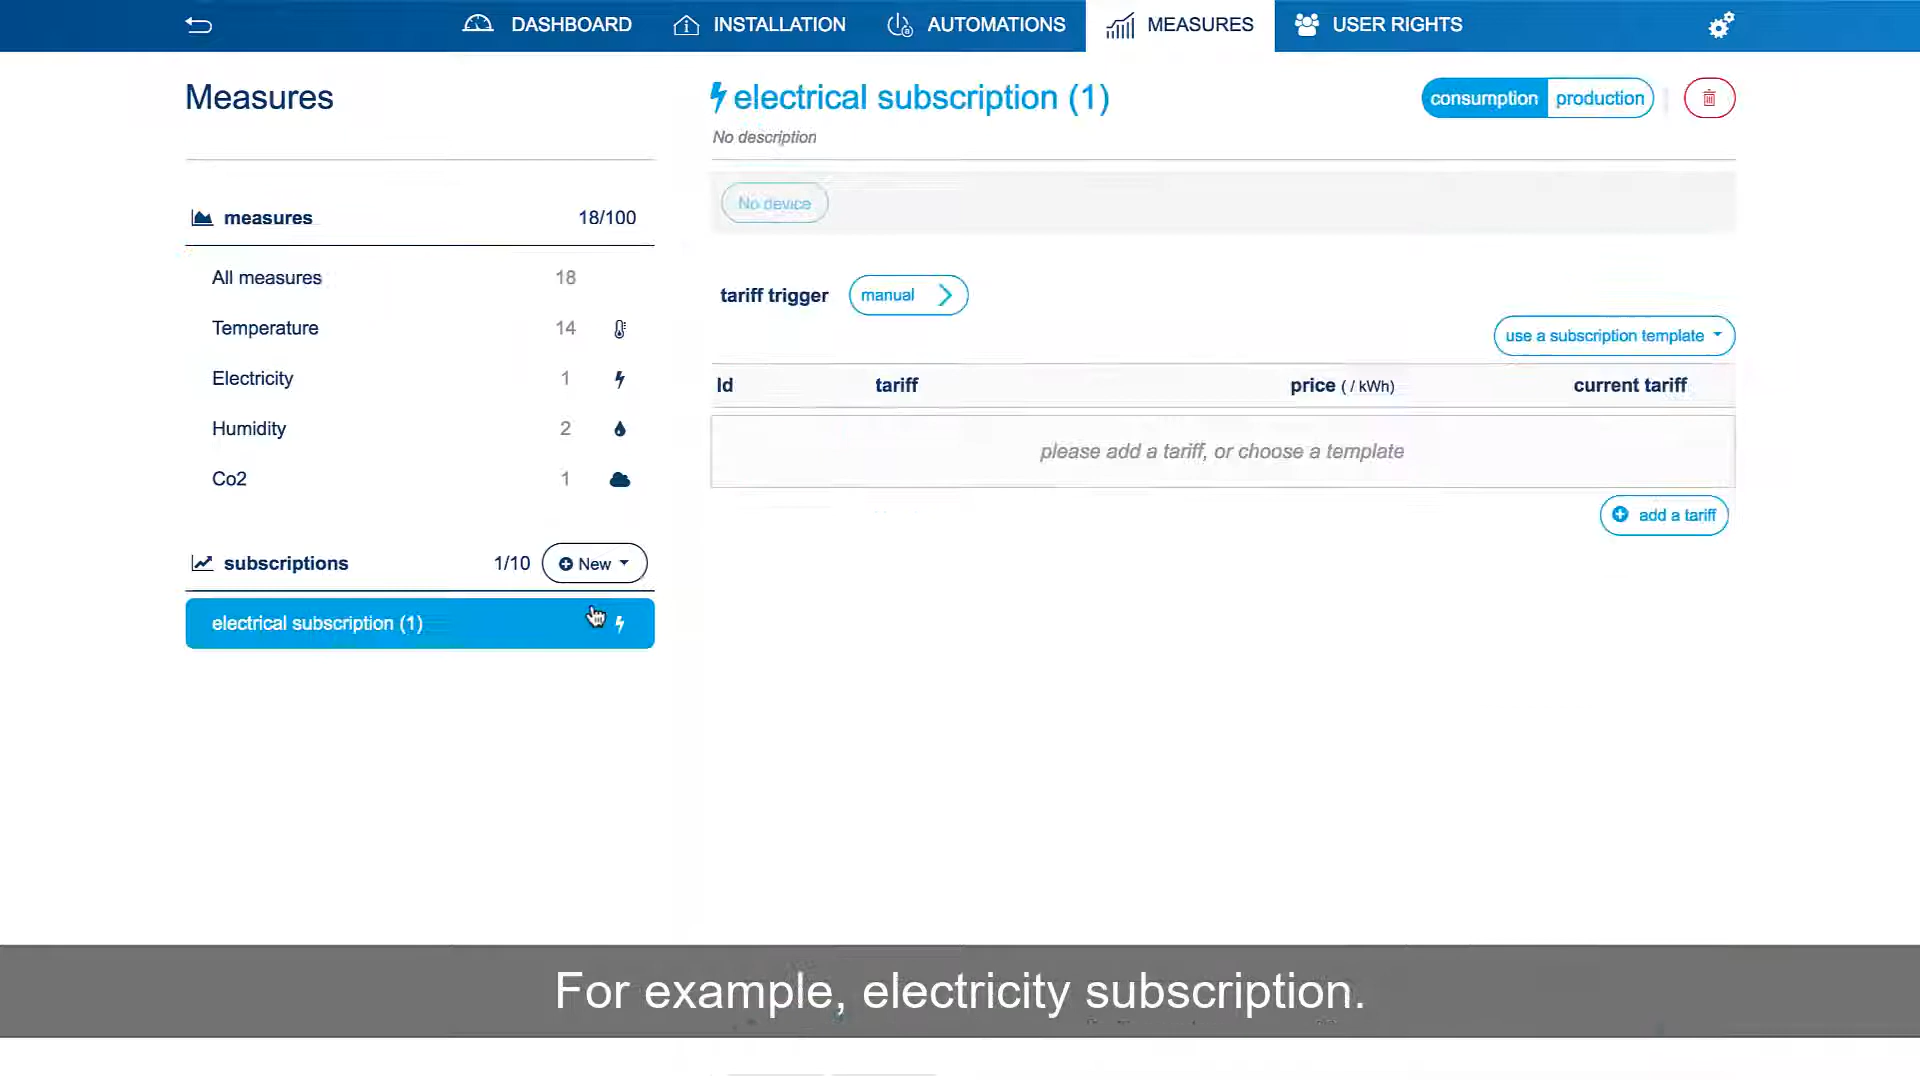 DASHBOARD
INSTALLATION
AUTOMATIONS
MEASURES
USER RIGHTS
Measures
measures 18/100
All measures 18
Temperature 14
Electricity 1
Humidity 2
Co2 1
subscriptions 1/10 New
electrical subscription (1)
electrical subscription (1)
consumption production
No description
No device
tariff trigger manual
use a subscription template
Id tariff price ( / kWh) current tariff
please add a tariff, or choose a template
add a tariff
For example, electricity subscription.